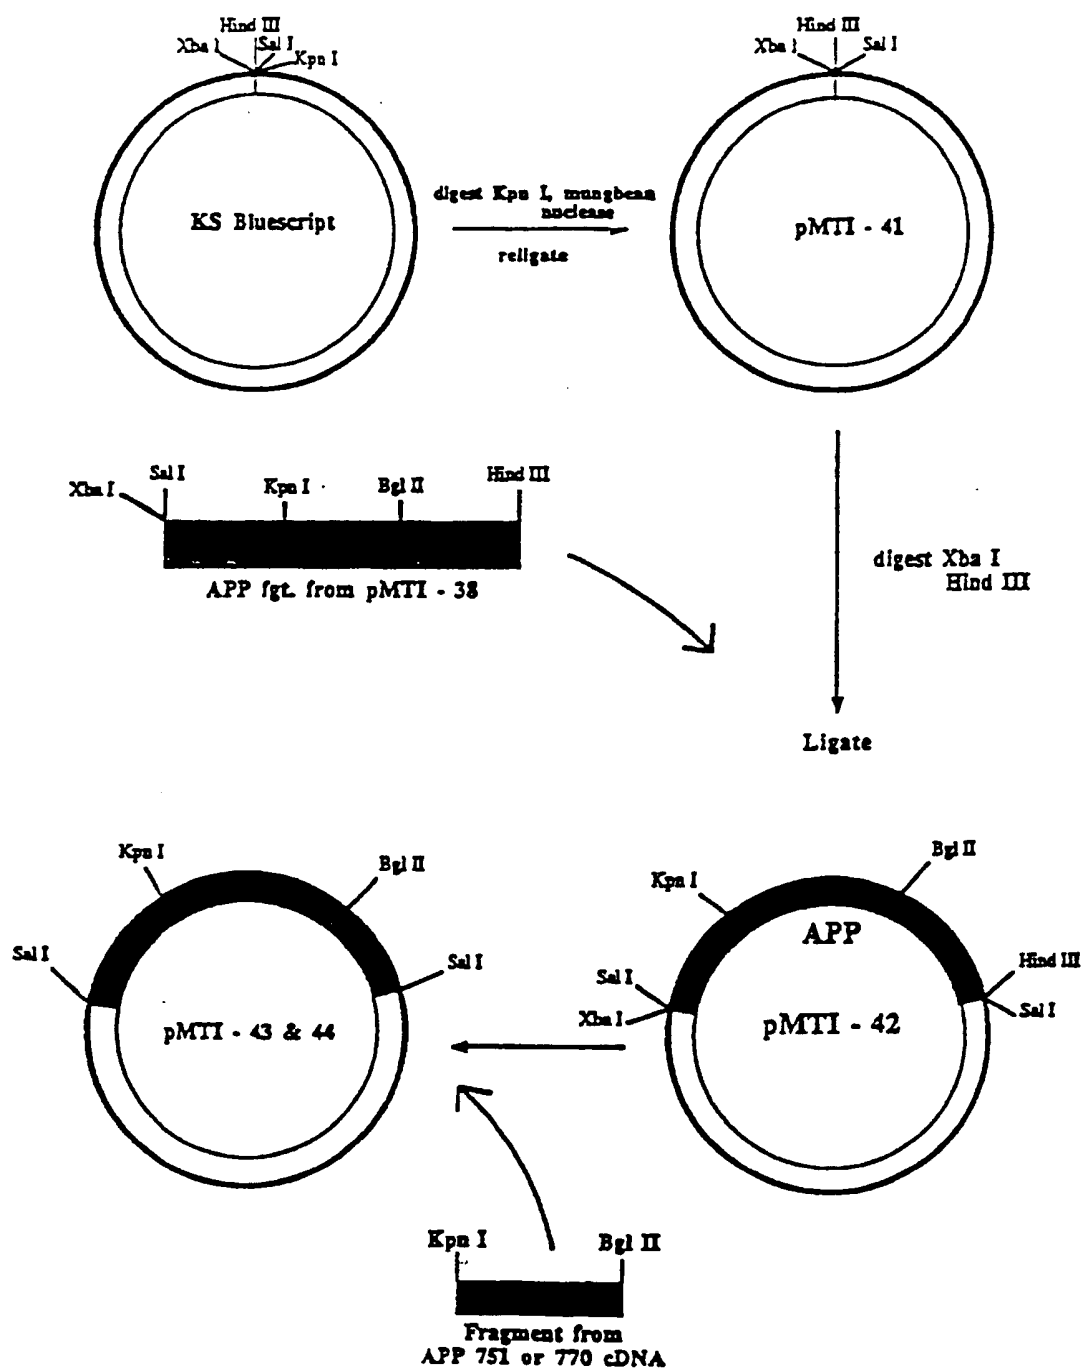 Hind III
Xba I
Sal I
Kpn I
KS Bluescript
digest Kpn I, mungbean
nuclease
religate
Hind III
Xba I
Sal I
pMTI - 41
Xba I
Sal I
Kpn I
Bgl II
Hind III
APP fgt. from pMTI - 38
digest Xba I
Hind III
Ligate
Kpn I
Bgl II
Sal I
Sal I
pMTI - 43 & 44
Kpn I
Bgl II
APP
Sal I
Xba I
Hind III
Sal I
pMTI - 42
Kpn I
Bgl II
Fragment from
APP 751 or 770 cDNA